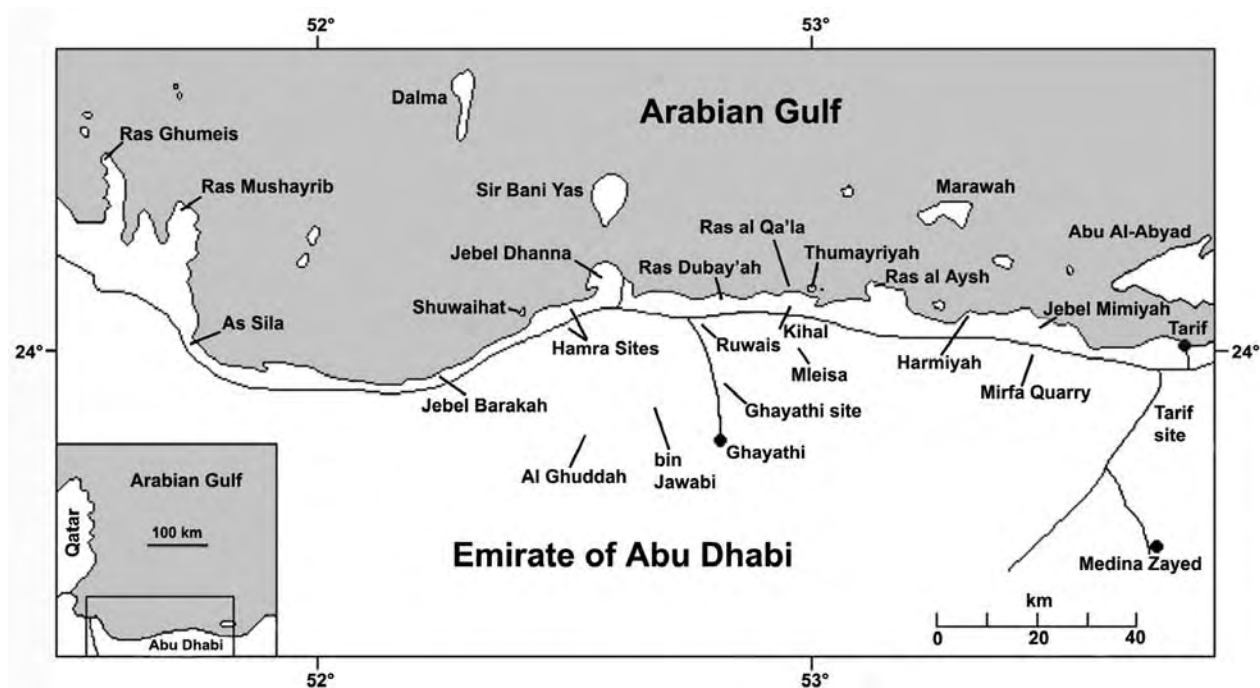 52°
53°
Dalma
Arabian Gulf
Ras Ghumeis
Ras Mushayrib
Sir Bani Yas
Marawah
Ras al Qa'la
Abu Al-Abyad
Jebel Dhanna
Thumayriyah
Ras Dubay'ah
Ras al Aysh
Shuwaihat
Jebel Mimiyah
As Sila
Tarif
Kihal
24°
Hamra Sites
Ruwais
Harmiyah
24°
Mleisa
Mirfa Quarry
Jebel Barakah
Ghayathi site
Tarif
site
Ghayathi
Al Ghuddah
bin
Jawabi
Arabian Gulf
Qatar
100 km
Emirate of Abu Dhabi
Medina Zayed
km
0
20
40
Abu Dhabi
52°
53°